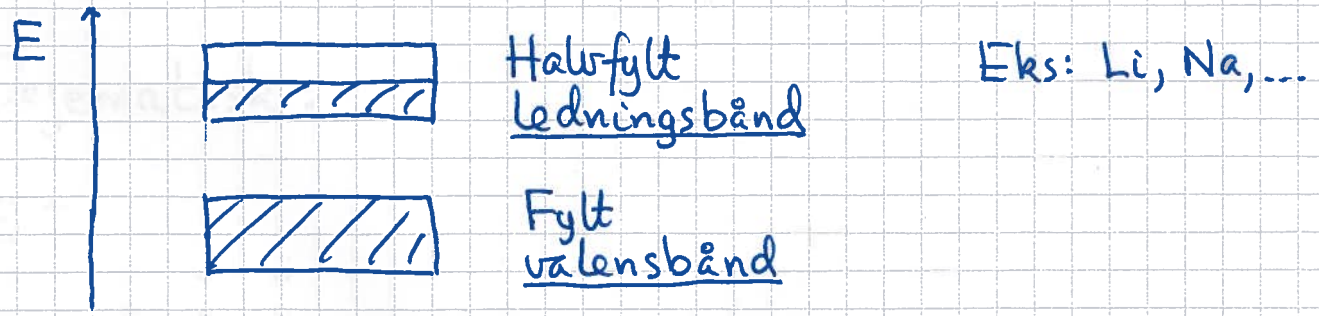 E
Halvfylt
ledningsbånd
Eks: Li, Na,...
Fylt
valensbånd